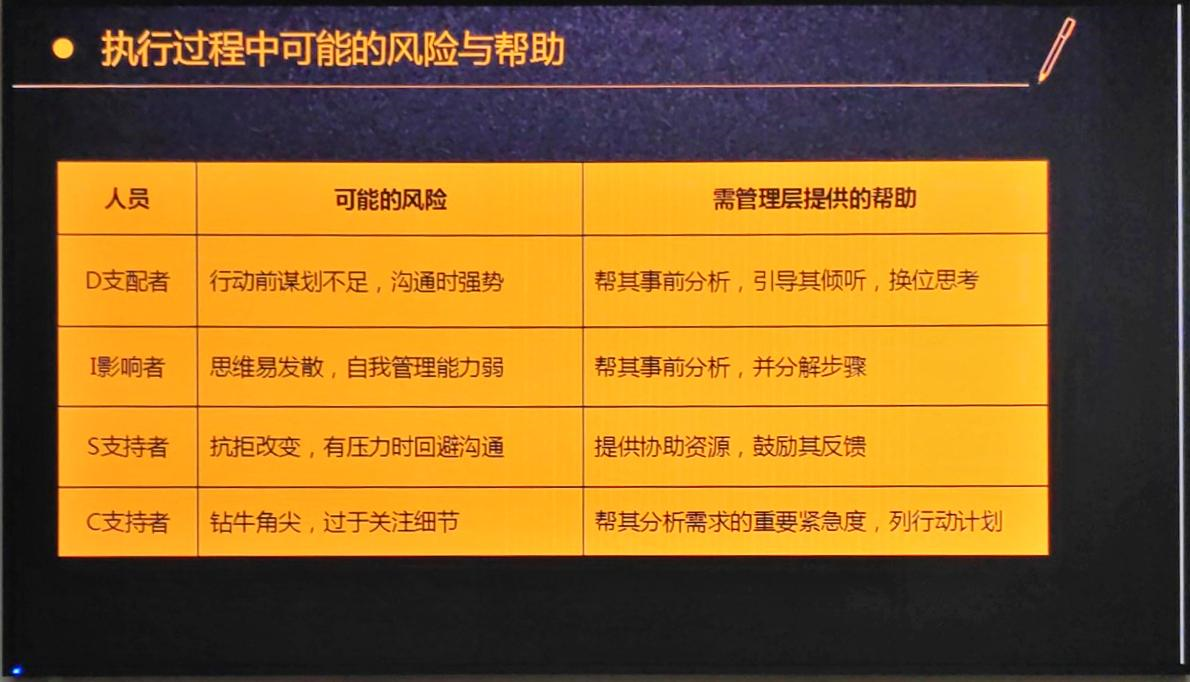 执行过程中可能的风险与帮助
人员 可能的风险 需管理层提供的帮助
D支配者 行动前谋划不足，沟通时强势 帮其事前分析，引导其倾听，换位思考
I影响者 思维易发散，自我管理能力弱 帮其事前分析，并分解步骤
S支持者 抗拒改变，有压力时回避沟通 提供协助资源，鼓励其反馈
C支持者 钻牛角尖，过于关注细节 帮其分析需求的重要紧急度，列行动计划